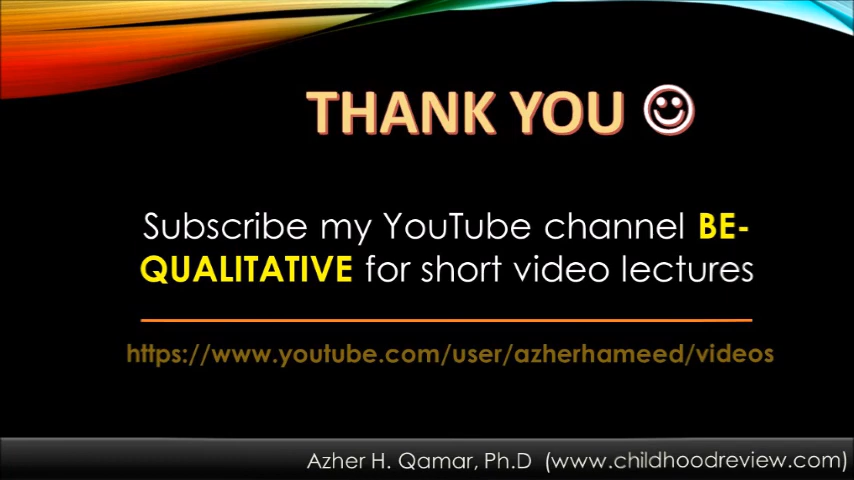 THANK YOU ☺
Subscribe my YouTube channel BE-
QUALITATIVE for short video lectures
https://www.youtube.com/user/azherhameed/videos
Azher H. Qamar, Ph.D (www.childhoodreview.com)